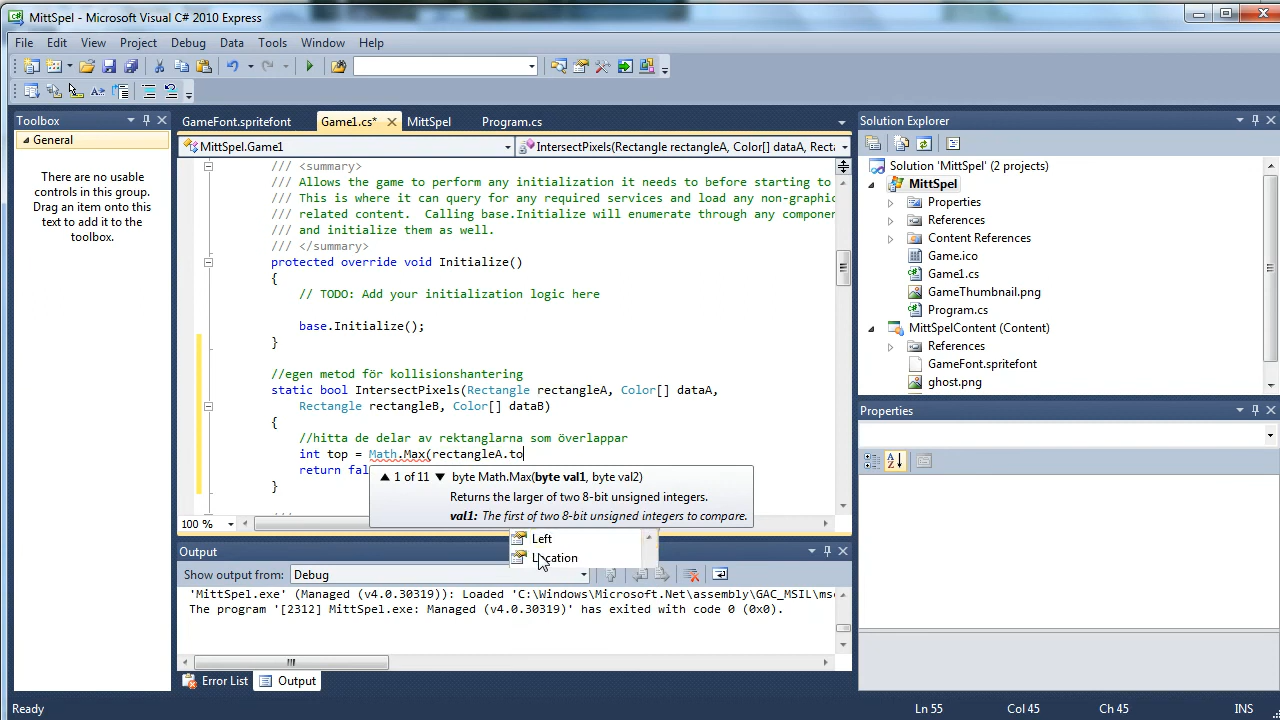 MittSpel - Microsoft Visual C# 2010 Express
File Edit View Project Debug Data Tools Window Help
Toolbox
General
There are no usable
controls in this group.
Drag an item onto this
text to add it to the
toolbox.
GameFont.spritefont Game1.cs* MittSpel Program.cs
MittSpel.Game1 IntersectPixels(Rectangle rectangleA, Color[] dataA, Recta
/// <summary>
/// Allows the game to perform any initialization it needs to before starting to
/// This is where it can query for any required services and load any non-graphic
/// related content.  Calling base.Initialize will enumerate through any componen
/// and initialize them as well.
/// </summary>
protected override void Initialize()
{
// TODO: Add your initialization logic here
base.Initialize();
}
//egen metod för kollisionshantering
static bool IntersectPixels(Rectangle rectangleA, Color[] dataA,
Rectangle rectangleB, Color[] dataB)
{
//hitta de delar av rektanglarna som överlappar
int top = Math.Max(rectangleA.to
return fal
}
1 of 11 byte Math.Max(byte val1, byte val2)
Returns the larger of two 8-bit unsigned integers.
val1: The first of two 8-bit unsigned integers to compare.
Left
Location
100 %
Output
Show output from: Debug
'MittSpel.exe' (Managed (v4.0.30319)): Loaded 'C:\Windows\Microsoft.Net\assembly\GAC_MSIL\mso
The program '[2312] MittSpel.exe: Managed (v4.0.30319)' has exited with code 0 (0x0).
Error List Output
Solution Explorer
Solution 'MittSpel' (2 projects)
MittSpel
Properties
References
Content References
Game.ico
Game1.cs
GameThumbnail.png
Program.cs
MittSpelContent (Content)
References
GameFont.spritefont
ghost.png
Properties
Ready Ln 55 Col 45 Ch 45 INS